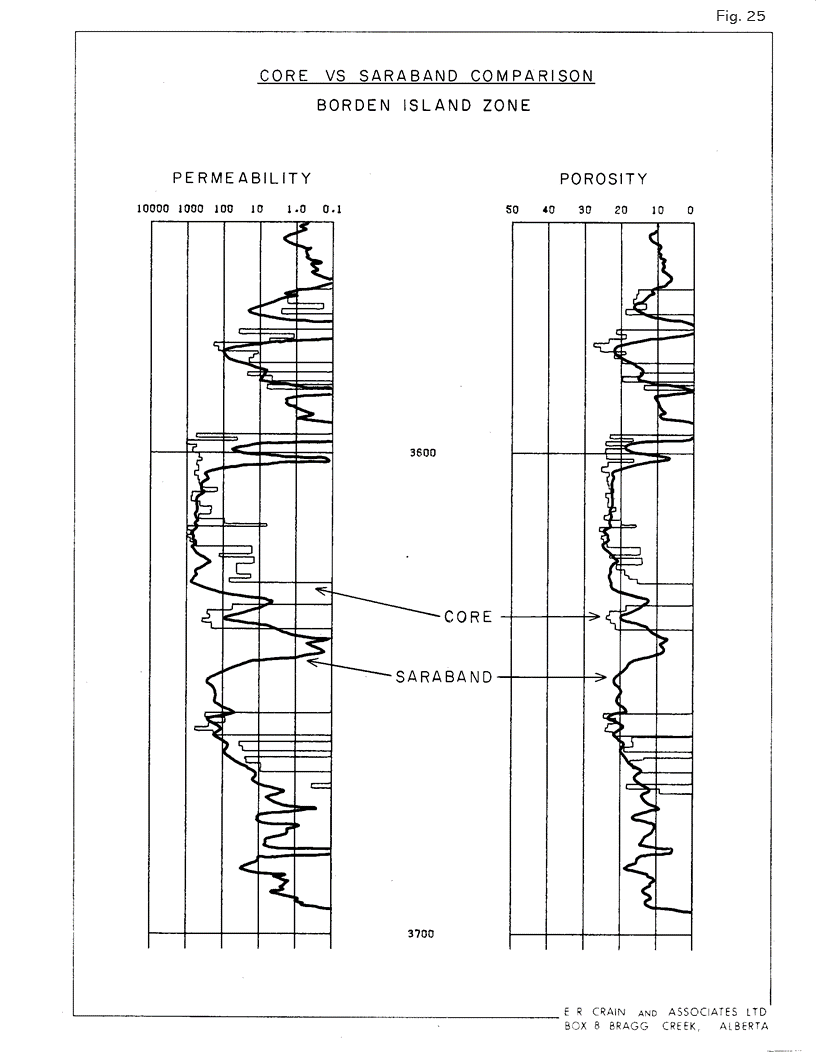 Fig. 25
CORE VS SARABAND COMPARISON
BORDEN ISLAND ZONE
PERMEABILITY
POROSITY
10000 1000 100 10 1.0 0.1
50 40 30 20 10 0
3600
CORE
SARABAND
3700
E R CRAIN AND ASSOCIATES LTD
BOX 8 BRAGG CREEK, ALBERTA